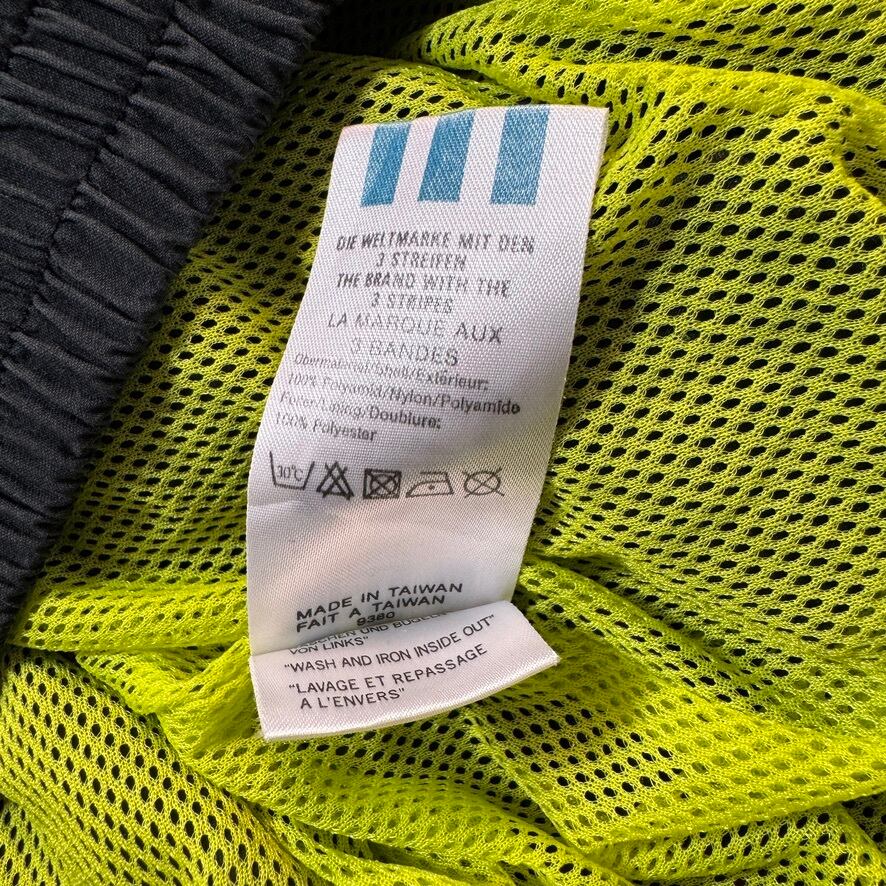 DIE WELTMARKE MIT DEN
3 STREIFEN
THE BRAND WITH THE
3 STRIPES
LA MARQUE AUX
3 BANDES
Obermaterial/Shell/Extérieur:
100% Polyamid/Nylon/Polyamide
Futter/Lining/Doublure:
100% Polyester
30°C
MADE IN TAIWAN
FAIT A TAIWAN
9380
UND
VON LINKS"
"WASH AND IRON INSIDE OUT"
"LAVAGE ET REPASSAGE
A L'ENVERS"